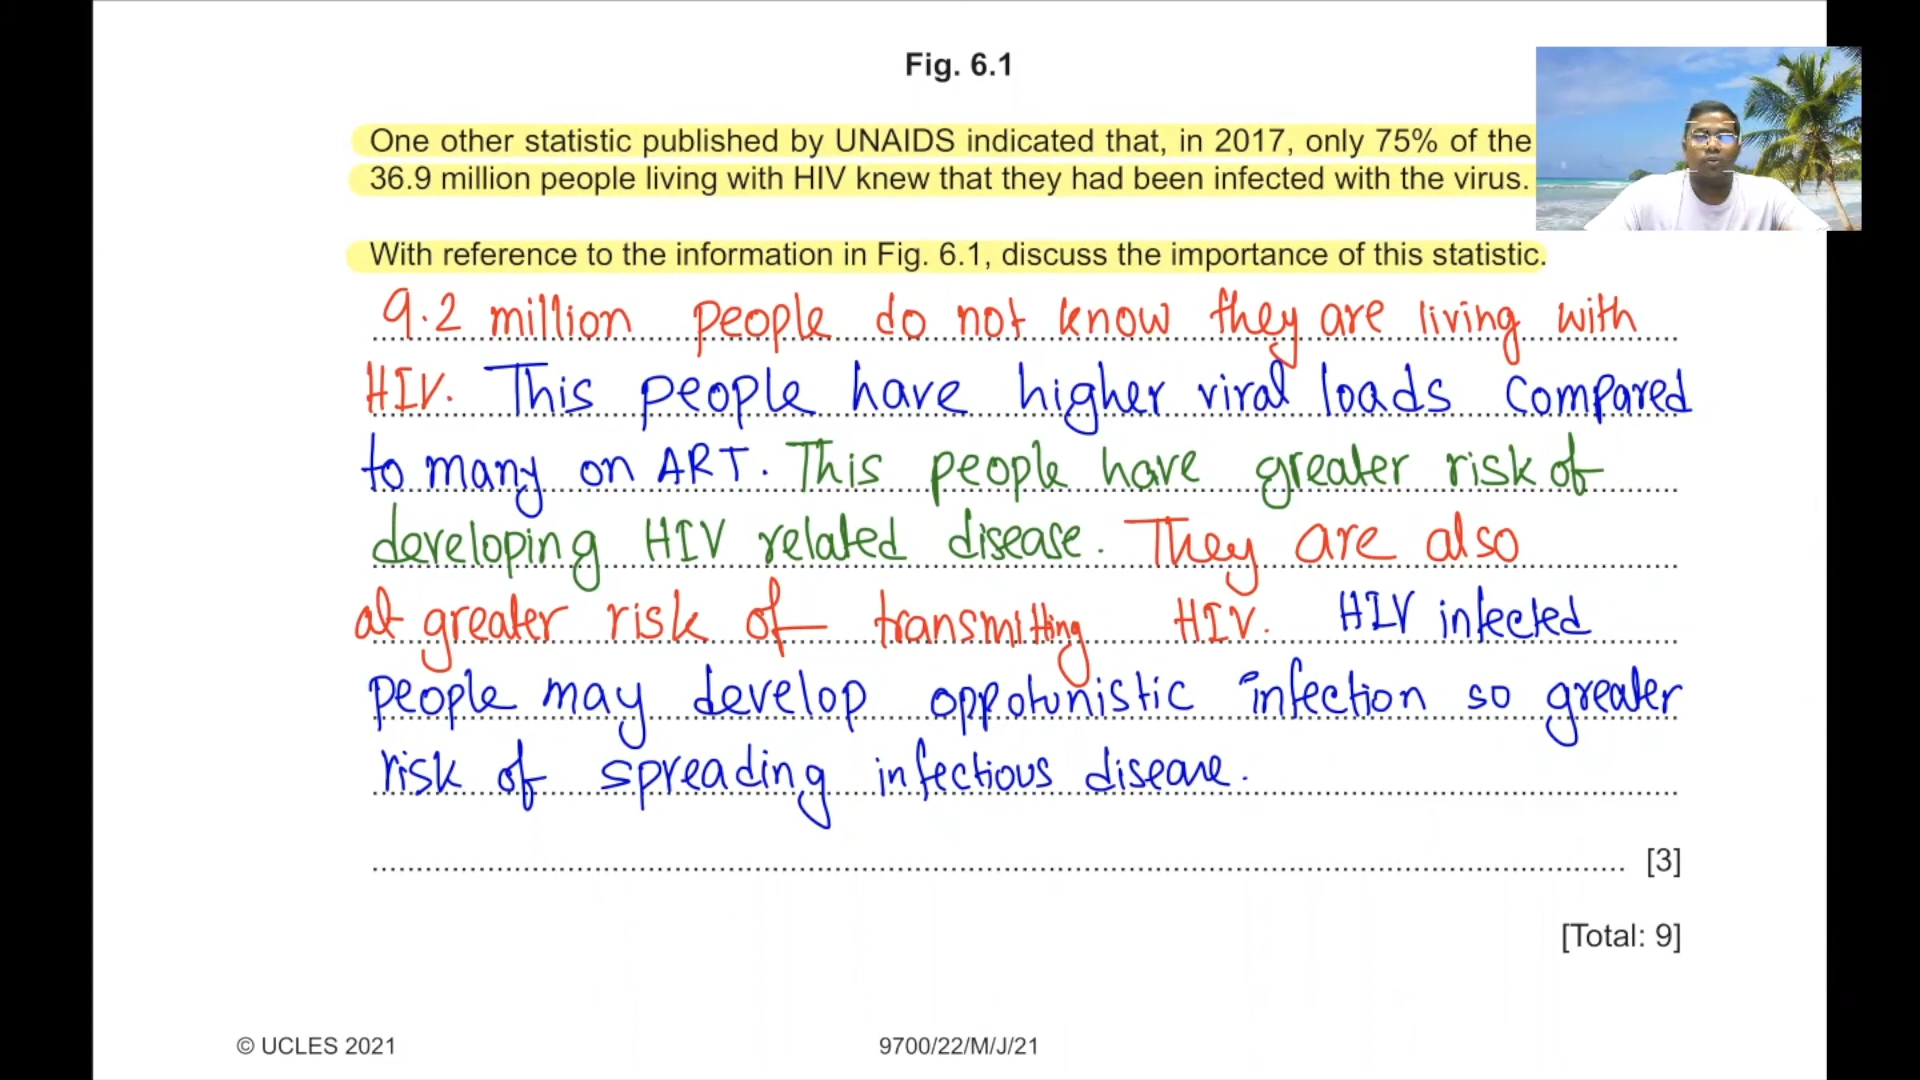 Fig. 6.1
One other statistic published by UNAIDS indicated that, in 2017, only 75% of the
36.9 million people living with HIV knew that they had been infected with the virus.
With reference to the information in Fig. 6.1, discuss the importance of this statistic.
9.2 million people do not know they are living with
HIV. This people have higher viral loads compared
to many on ART. This people have greater risk of
developing HIV related disease. They are also
at greater risk of transmitting HIV. HIV infected
people may develop oppotunistic infection so greater
risk of spreading infectious disease.
[3]
[Total: 9]
© UCLES 2021 9700/22/M/J/21